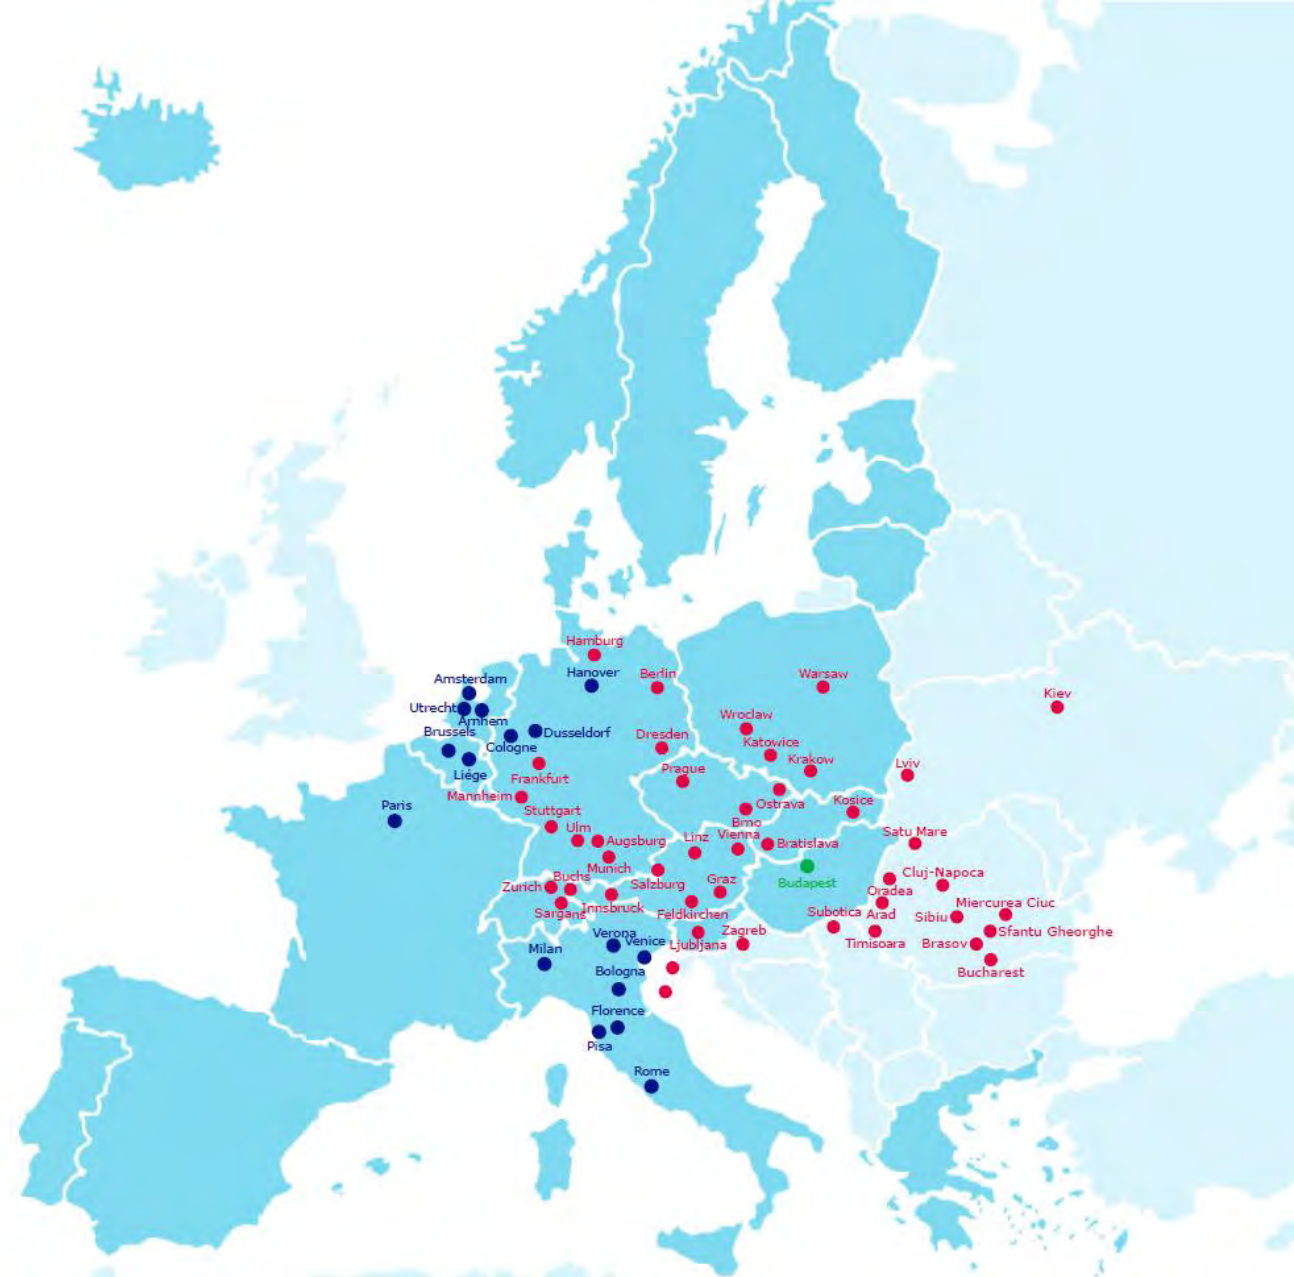 Hamburg
Hanover
Berlin
Warsaw
Amsterdam
Kiev
Utrecht
Arnhem
Wroclaw
Brussels
Dusseldorf
Dresden
Cologne
Katowice
Krakow
Lviv
Liége
Frankfurt
Prague
Mannheim
Ostrava
Kosice
Paris
Stuttgart
Brno
Ulm
Linz
Vienna
Satu Mare
Augsburg
Bratislava
Munich
Buchs
Cluj-Napoca
Zurich
Salzburg
Graz
Budapest
Oradea
Miercurea Ciuc
Sargans
Innsbruck
Feldkirchen
Subotica
Arad
Sibiu
Verona
Venice
Zagreb
Sfantu Gheorghe
Milan
Ljubljana
Timisoara
Brasov
Bologna
Bucharest
Florence
Pisa
Rome